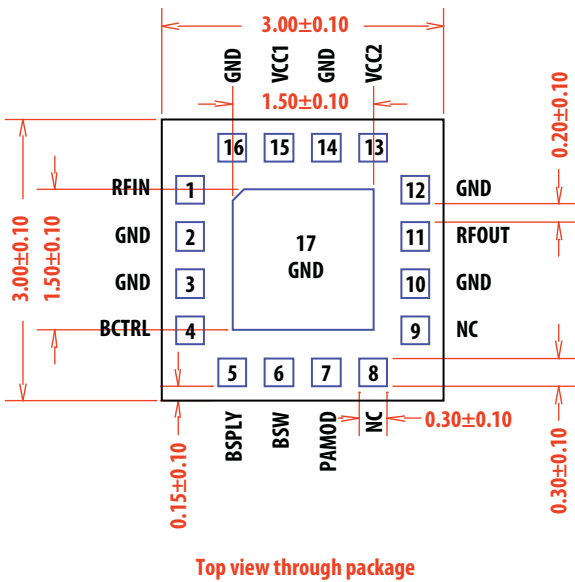 3.00±0.10
GND
VCC1
GND
VCC2
1.50±0.10
0.20±0.10
16 15 14 13
RFIN 1 12 GND
GND 2 11 RFOUT
17
GND
GND 3 10 GND
BCTRL 4 9 NC
3.00±0.10
1.50±0.10
5 6 7 8
BSPLY
BSW
PAMOD
NC
0.30±0.10
0.15±0.10
0.30±0.10
Top view through package